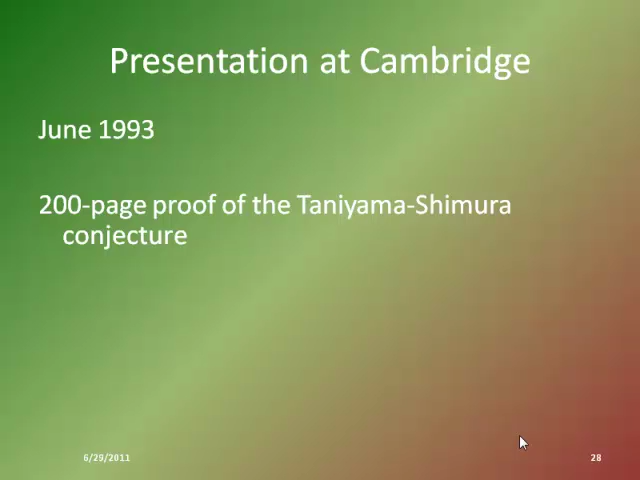 Presentation at Cambridge
June 1993
200-page proof of the Taniyama-Shimura
conjecture
6/29/2011
28